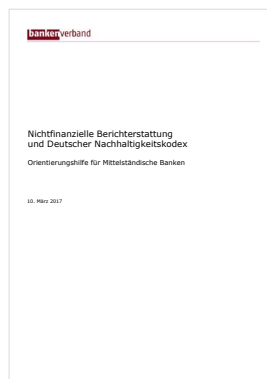 bankenverband
Nichtfinanzielle Berichterstattung
und Deutscher Nachhaltigkeitskodex
Orientierungshilfe für Mittelständische Banken
10. März 2017